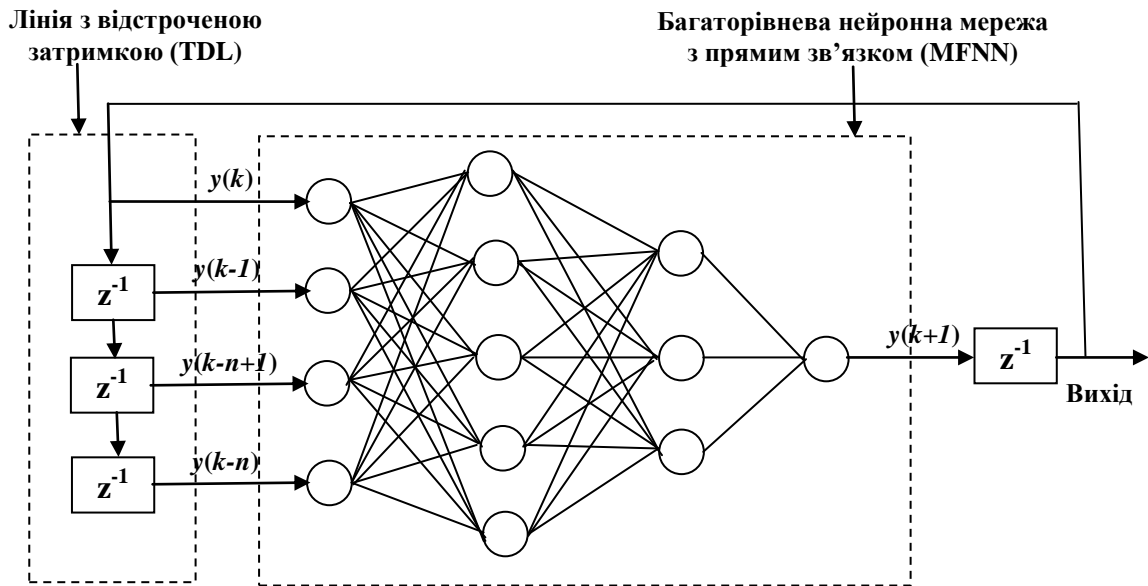 Лінія з відстроченою
затримкою (TDL)
Багаторівнева нейронна мережа
з прямим зв’язком (MFNN)
y(k)
y(k-1)
z-1
y(k-n+1)
z-1
y(k-n)
z-1
y(k+1)
z-1
Вихід